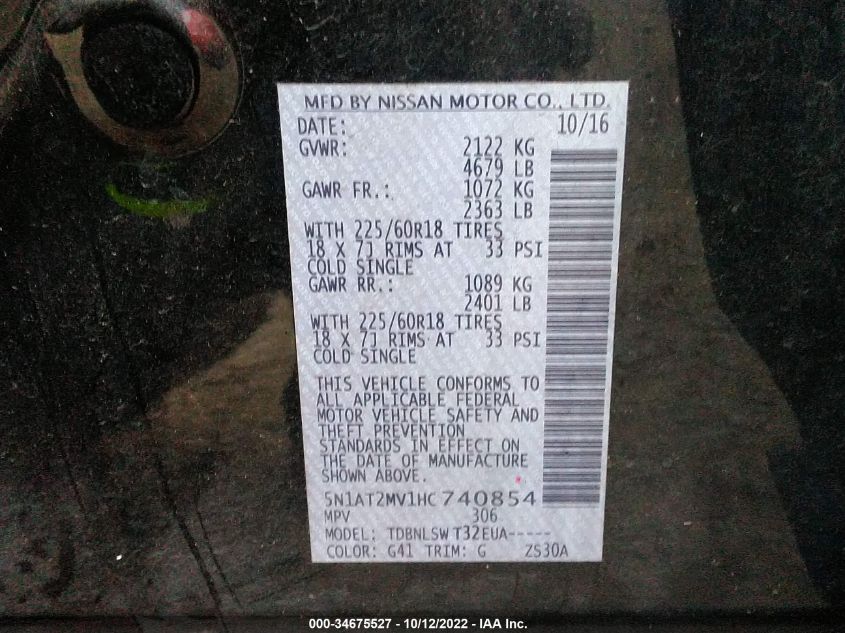 MFD BY NISSAN MOTOR CO., LTD.
DATE: 10/16
GVWR: 2122 KG
4679 LB
GAWR FR.: 1072 KG
2363 LB
WITH 225/60R18 TIRES
18 X 7J RIMS AT 33 PSI
COLD SINGLE
GAWR RR.: 1089 KG
2401 LB
WITH 225/60R18 TIRES
18 X 7J RIMS AT 33 PSI
COLD SINGLE
THIS VEHICLE CONFORMS TO
ALL APPLICABLE FEDERAL
MOTOR VEHICLE SAFETY AND
THEFT PREVENTION
STANDARDS IN EFFECT ON
THE DATE OF MANUFACTURE
SHOWN ABOVE.
5N1AT2MV1HC740854
MPV 306
MODEL: TDBNLSW T32EUA-----
COLOR: G41 TRIM: G ZS30A
000-34675527 - 10/12/2022 - IAA Inc.